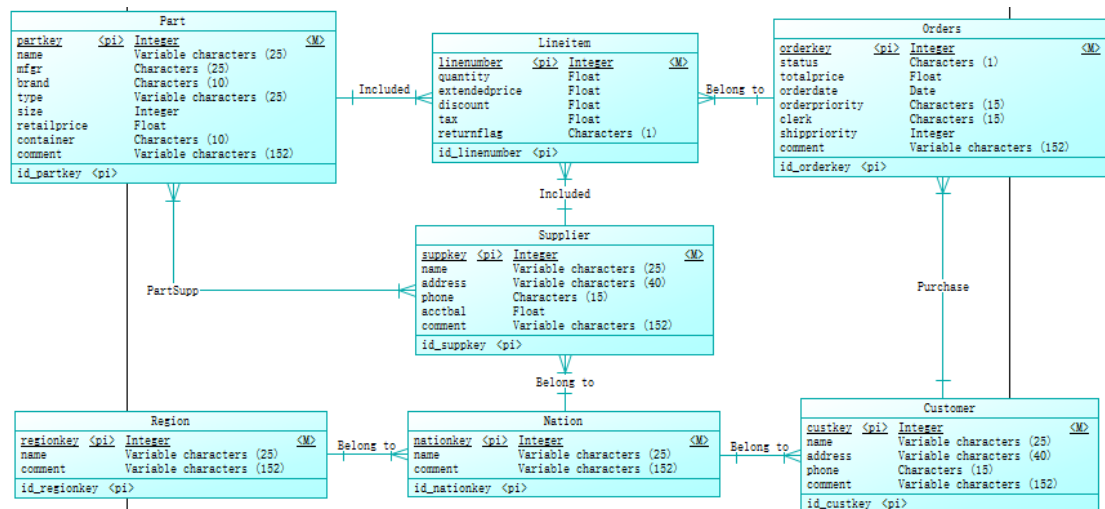 Part
partkey <pi> Integer <M>
name Variable characters (25)
mfgr Characters (25)
brand Characters (10)
type Variable characters (25)
size Integer
retailprice Float
container Characters (10)
comment Variable characters (152)
id_partkey <pi>
Included
Lineitem
linenumber <pi> Integer <M>
quantity Float
extendedprice Float
discount Float
tax Float
returnflag Characters (1)
id_linenumber <pi>
Belong to
Orders
orderkey <pi> Integer <M>
status Characters (1)
totalprice Float
orderdate Date
orderpriority Characters (15)
clerk Characters (15)
shippriority Integer
comment Variable characters (152)
id_orderkey <pi>
Included
Supplier
suppkey <pi> Integer <M>
name Variable characters (25)
address Variable characters (40)
phone Characters (15)
acctbal Float
comment Variable characters (152)
id_suppkey <pi>
PartSupp
Purchase
Belong to
Region
regionkey <pi> Integer <M>
name Variable characters (25)
comment Variable characters (152)
id_regionkey <pi>
Belong to
Nation
nationkey <pi> Integer <M>
name Variable characters (25)
comment Variable characters (152)
id_nationkey <pi>
Belong to
Customer
custkey <pi> Integer <M>
name Variable characters (25)
address Variable characters (40)
phone Characters (15)
comment Variable characters (152)
id_custkey <pi>